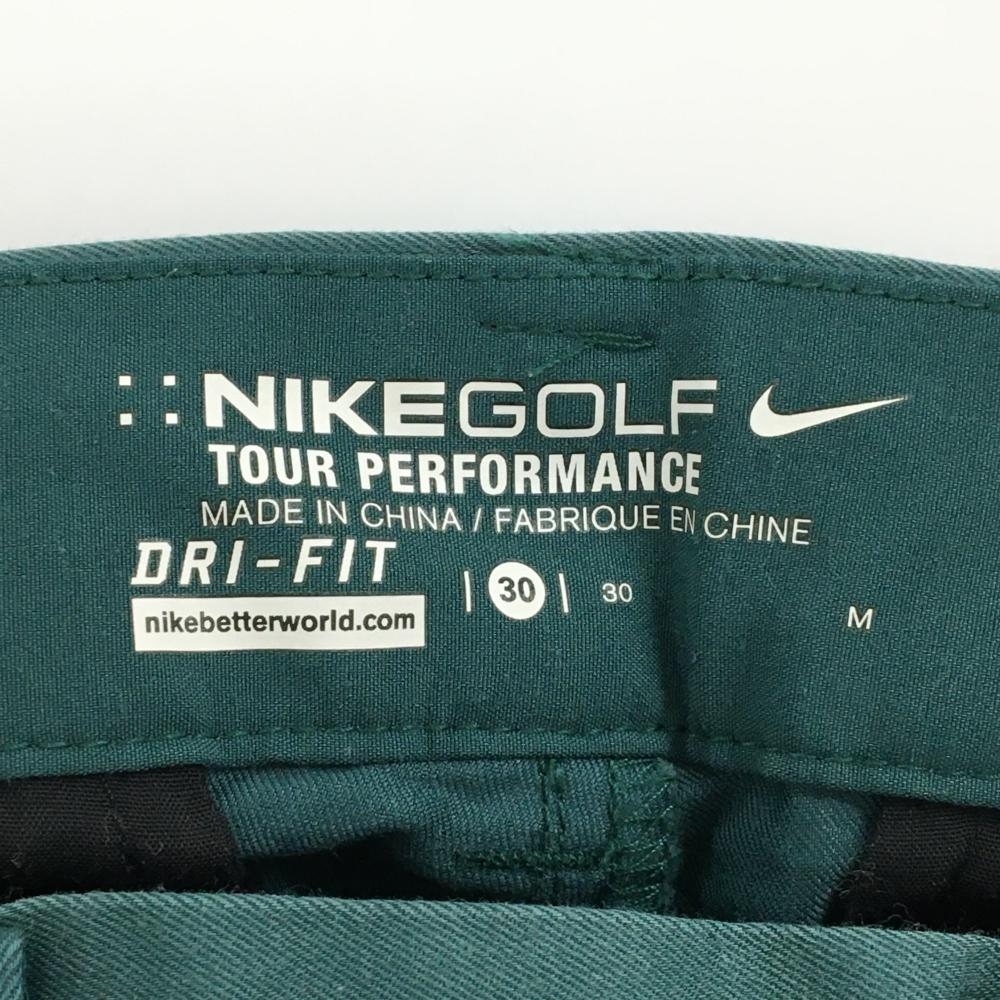 NIKEGOLF
TOUR PERFORMANCE
MADE IN CHINA / FABRIQUE EN CHINE
DRI-FIT
| 30 | 30 M
nikebetterworld.com